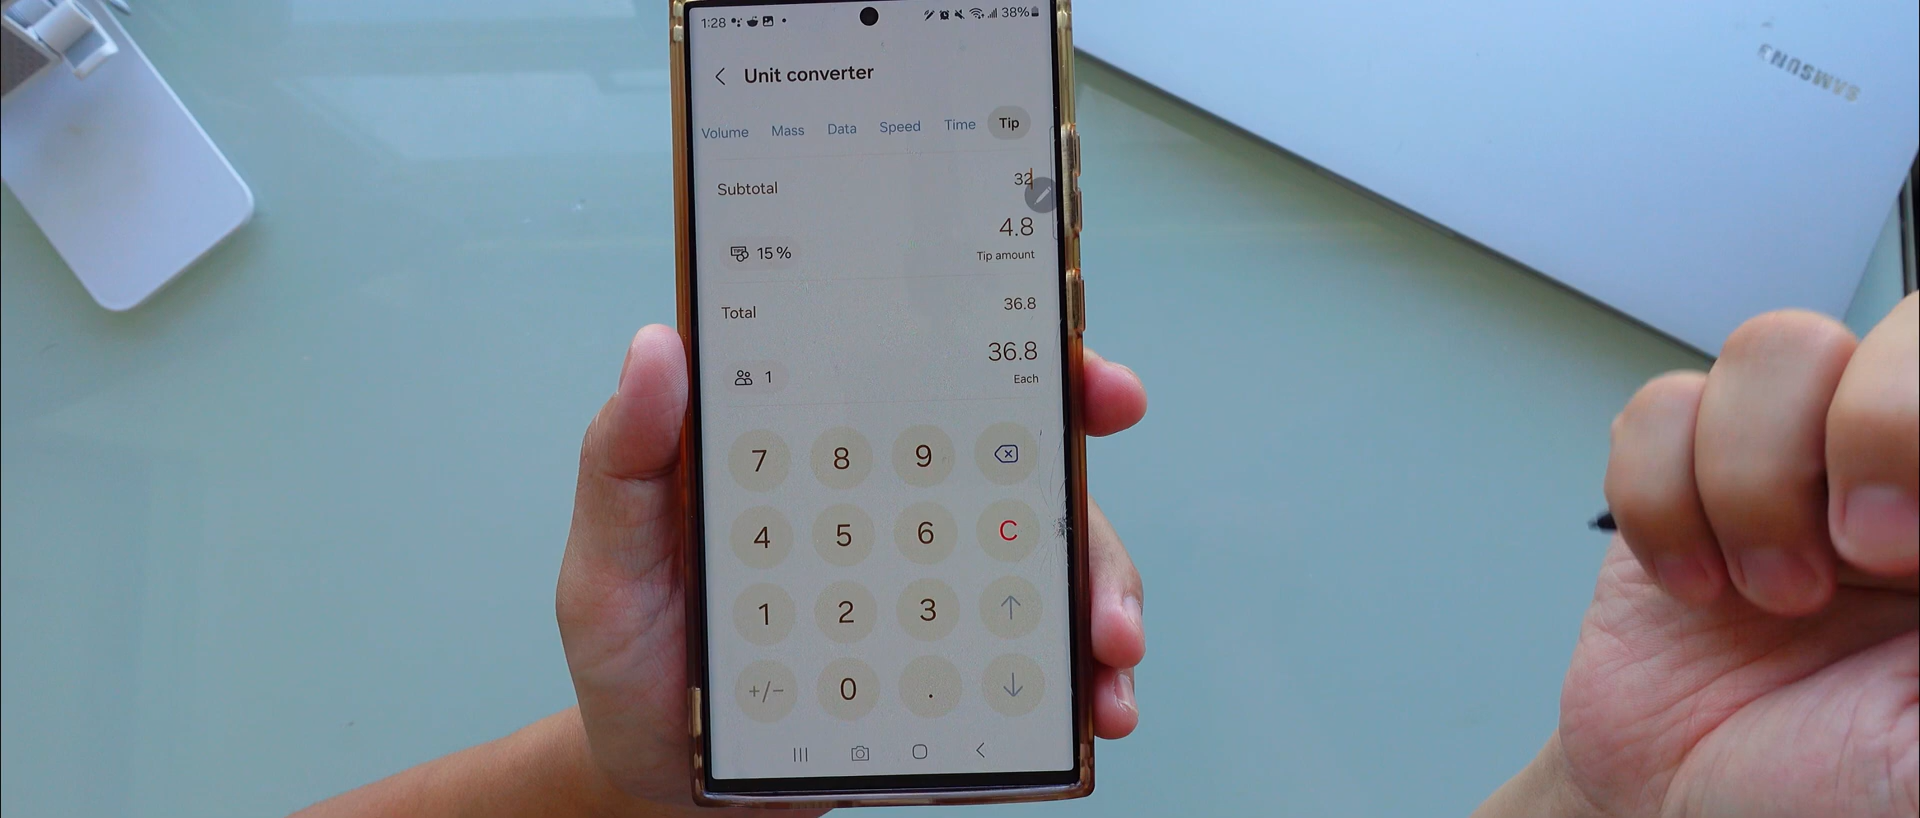 1:28 38%
Unit converter
Volume Mass Data Speed Time Tip
Subtotal 32
4.8
15% Tip amount
Total 36.8
36.8
1 Each
7 8 9
4 5 6 C
1 2 3
+/- 0 .
SAMSUNG